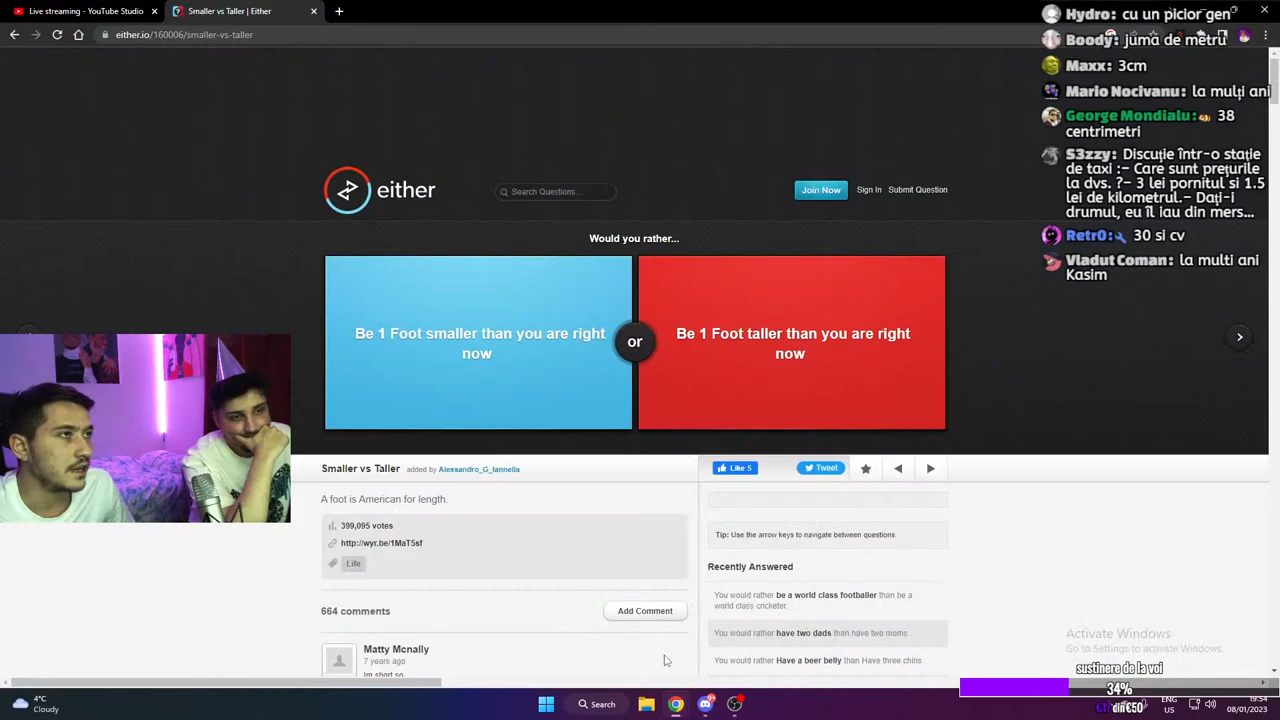 Live streaming - YouTube Studio
Smaller vs Taller | Either
either.io/160006/smaller-vs-taller
Hydro: cu un picior gen
Boody: juma de metru
Maxx: 3cm
Mario Nocivanu: la mulți ani
George Mondialu: 38
centrimetri
S3zzy: Discuție într-o stație
de taxi :- Care sunt prețurile
la dvs. ?- 3 lei pornitul si 1.5
lei de kilometrul.- Dați-i
drumul, eu îl iau din mers...
Retr0: 30 si cv
Vladut Coman: la multi ani
Kasim
either
Search Questions...
Join Now
Sign In
Submit Question
Would you rather...
Be 1 Foot smaller than you are right
now
or
Be 1 Foot taller than you are right
now
Smaller vs Taller added by Alessandro_G_Iannella
Like 5
Tweet
A foot is American for length.
399,095 votes
http://wyr.be/1MaT5sf
Life
664 comments
Add Comment
Matty Mcnally
7 years ago
Im short so
Tip: Use the arrow keys to navigate between questions.
Recently Answered
You would rather be a world class footballer than be a
world class cricketer.
You would rather have two dads than have two moms.
You would rather Have a beer belly than Have three chins
Activate Windows
Go to Settings to activate Windows.
sustinere de la voi
34%
din €50
4°C
Cloudy
Search
ENG
US
19:54
08/01/2023